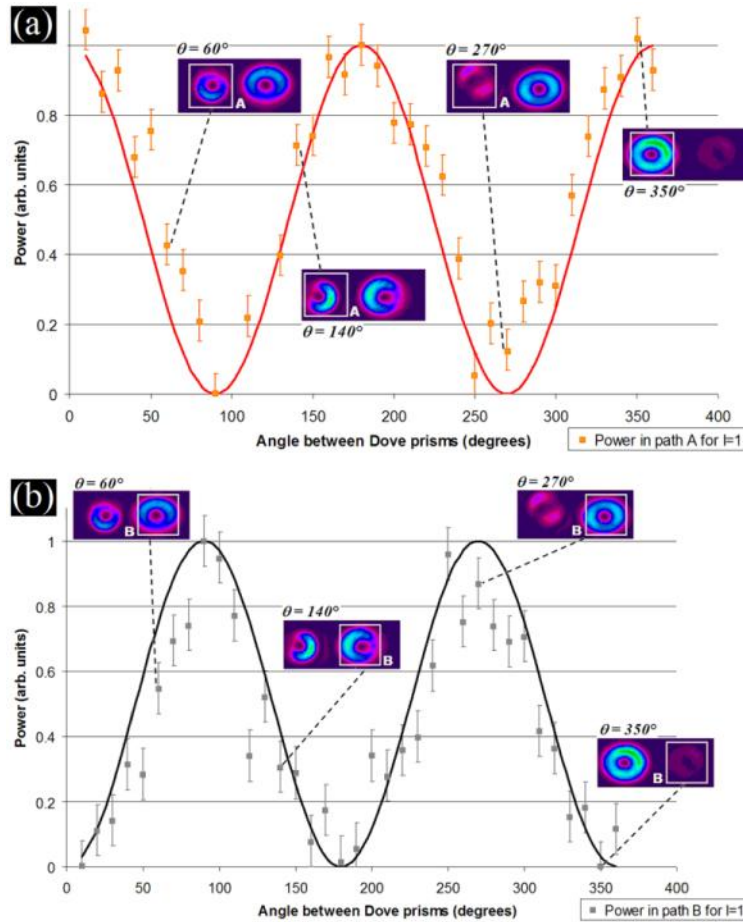 (a)
1
0.8
0.6
0.4
0.2
0
Power (arb. units)
θ = 60°
A
θ = 270°
A
θ = 350°
A
θ = 140°
0 50 100 150 200 250 300 350 400
Angle between Dove prisms (degrees)
Power in path A for l=1
(b)
1
0.8
0.6
0.4
0.2
0
Power (arb. units)
θ = 60°
B
θ = 270°
B
θ = 140°
B
θ = 350°
B
0 50 100 150 200 250 300 350 400
Angle between Dove prisms (degrees)
Power in path B for l=1